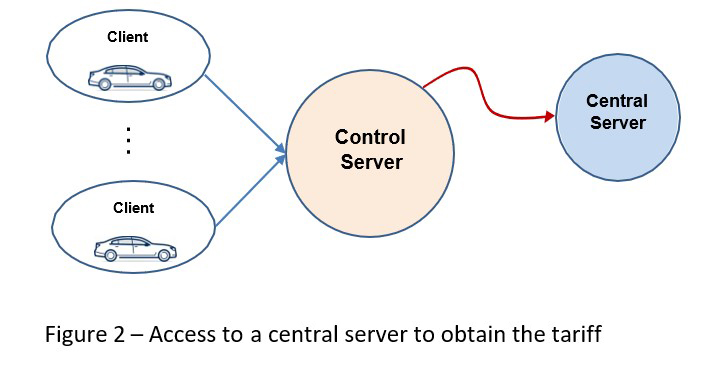 Client
Control
Server
Central
Server
Client
Figure 2 – Access to a central server to obtain the tariff